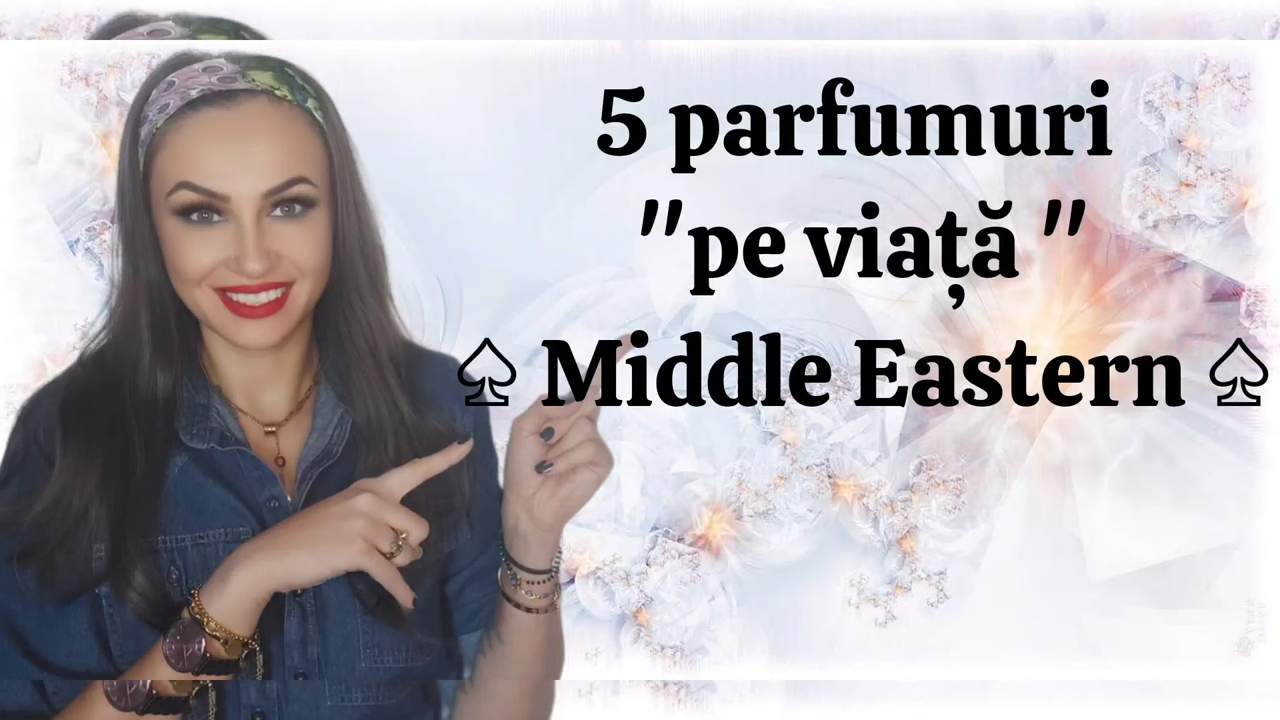 5 parfumuri
"pe viață "
♤ Middle Eastern ♤